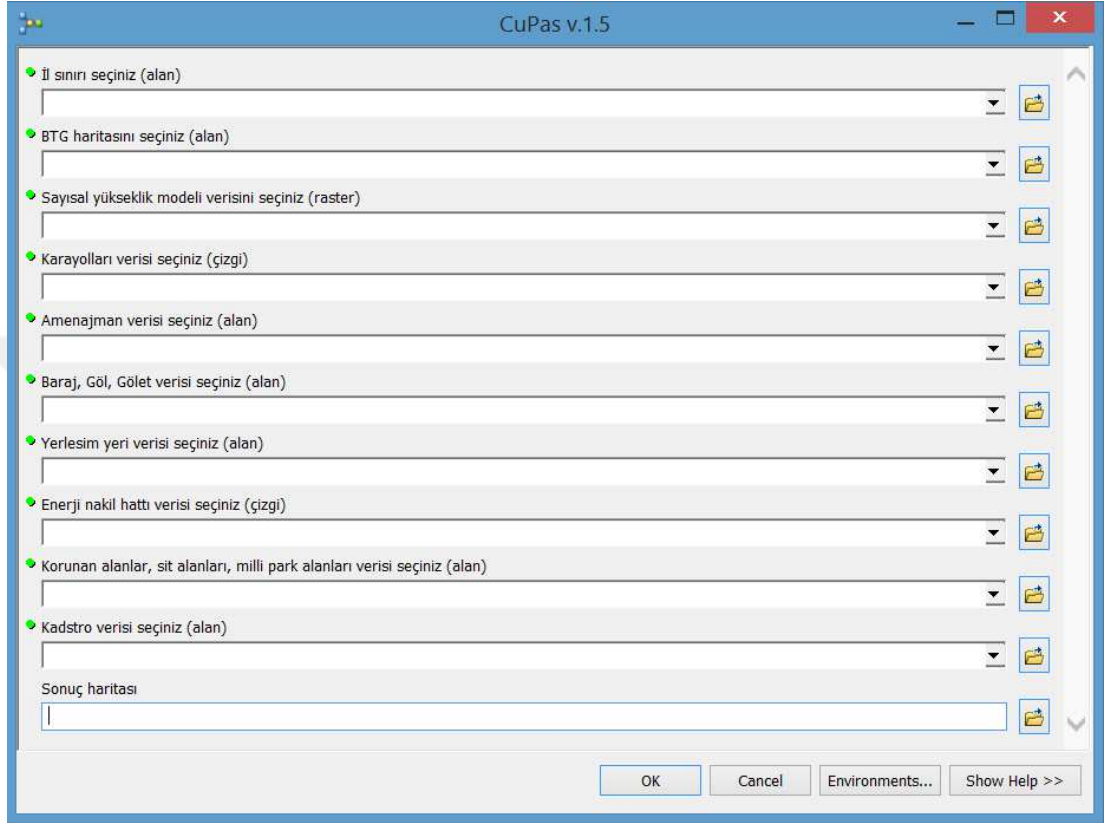 CuPas v.1.5
İl sınırı seçiniz (alan)
BTG haritasını seçiniz (alan)
Sayısal yükseklik modeli verisini seçiniz (raster)
Karayolları verisi seçiniz (çizgi)
Amenajman verisi seçiniz (alan)
Baraj, Göl, Gölet verisi seçiniz (alan)
Yerlesim yeri verisi seçiniz (alan)
Enerji nakil hattı verisi seçiniz (çizgi)
Korunan alanlar, sit alanları, milli park alanları verisi seçiniz (alan)
Kadstro verisi seçiniz (alan)
Sonuç haritası
OK Cancel Environments... Show Help >>